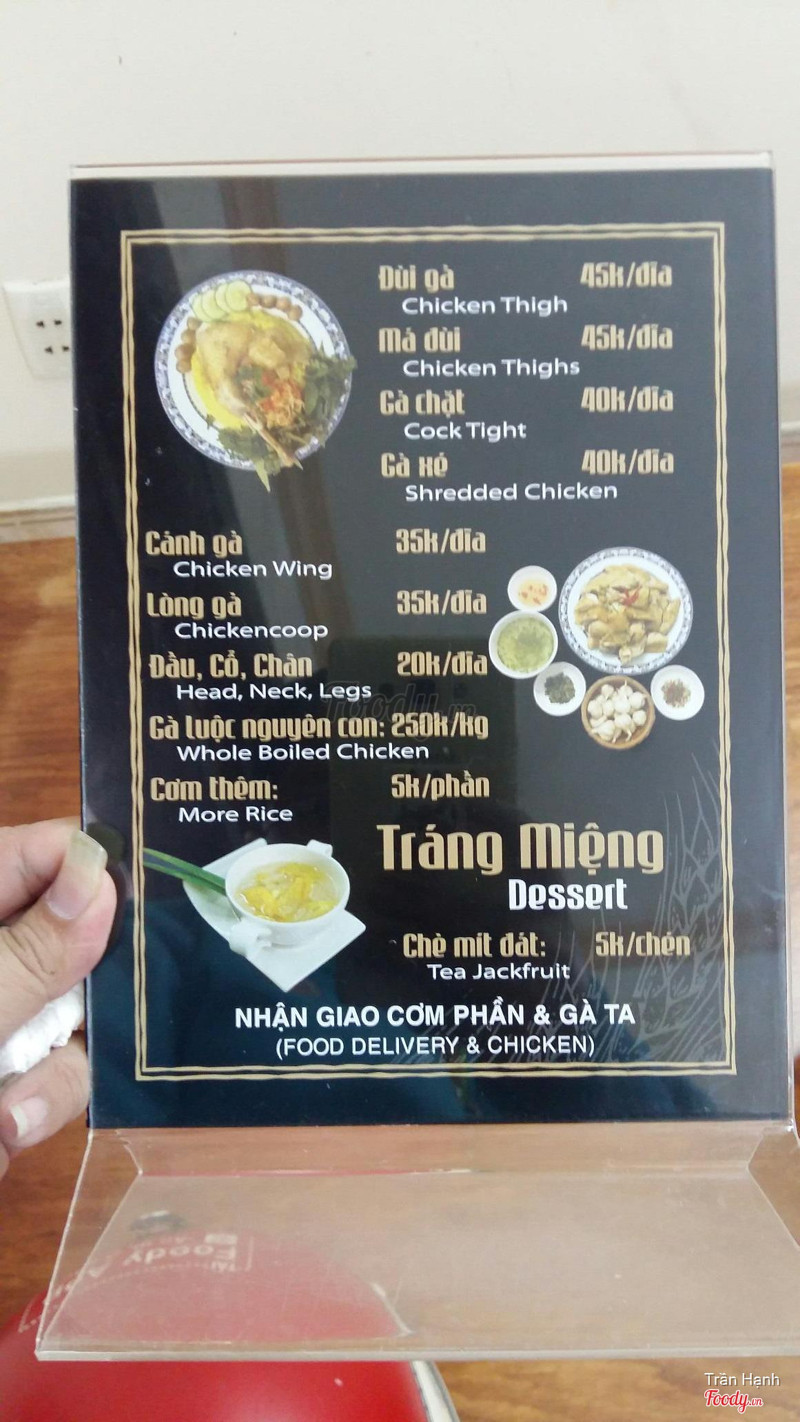 Đùi gà 45k/đĩa
Chicken Thigh
Má đùi 45k/đĩa
Chicken Thighs
Gà chặt 40k/đĩa
Cock Tight
Gà xé 40k/đĩa
Shredded Chicken
Cánh gà 35k/đĩa
Chicken Wing
Lòng gà 35k/đĩa
Chickencoop
Đầu, Cổ, Chân 20k/đĩa
Head, Neck, Legs
Gà luộc nguyên con: 250k/kg
Whole Boiled Chicken
Cơm thêm: 5k/phần
More Rice
Tráng Miệng
Dessert
Chè mít đát: 5k/chén
Tea Jackfruit
NHẬN GIAO CƠM PHẦN & GÀ TA
(FOOD DELIVERY & CHICKEN)
Foody.vn
Foody
Trần Hạnh
Foody.vn